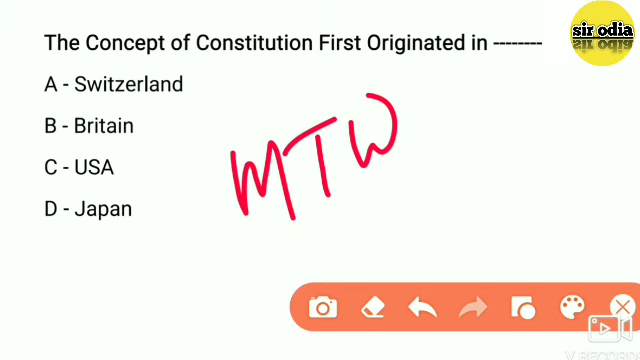 sir odia
The Concept of Constitution First Originated in --------
A - Switzerland
B - Britain
C - USA
D - Japan
MTW